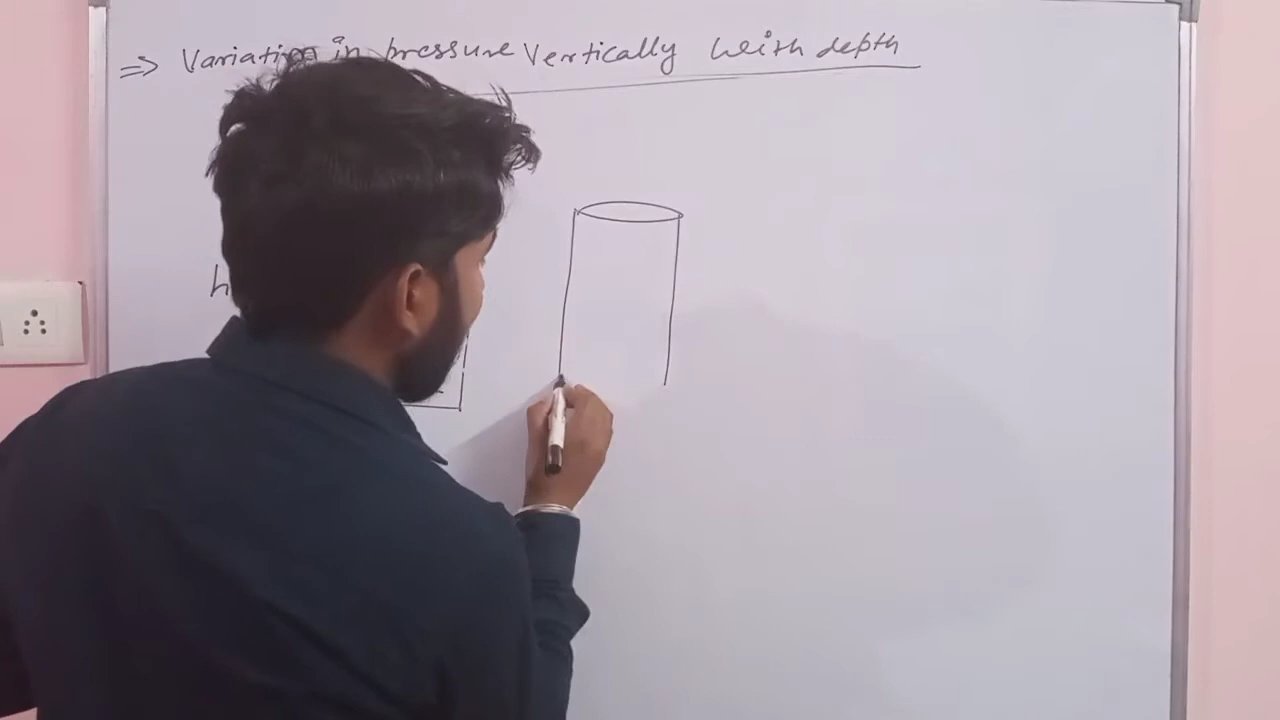 ⇒ Variation in pressure vertically with depth
h